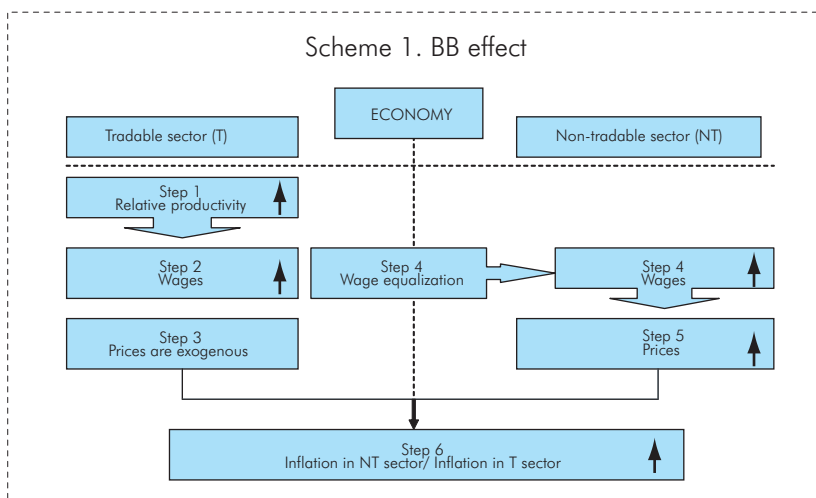 Scheme 1. BB effect
ECONOMY
Tradable sector (T)
Non-tradable sector (NT)
Step 1
Relative productivity
Step 2
Wages
Step 4
Wage equalization
Step 4
Wages
Step 3
Prices are exogenous
Step 5
Prices
Step 6
Inflation in NT sector/ Inflation in T sector